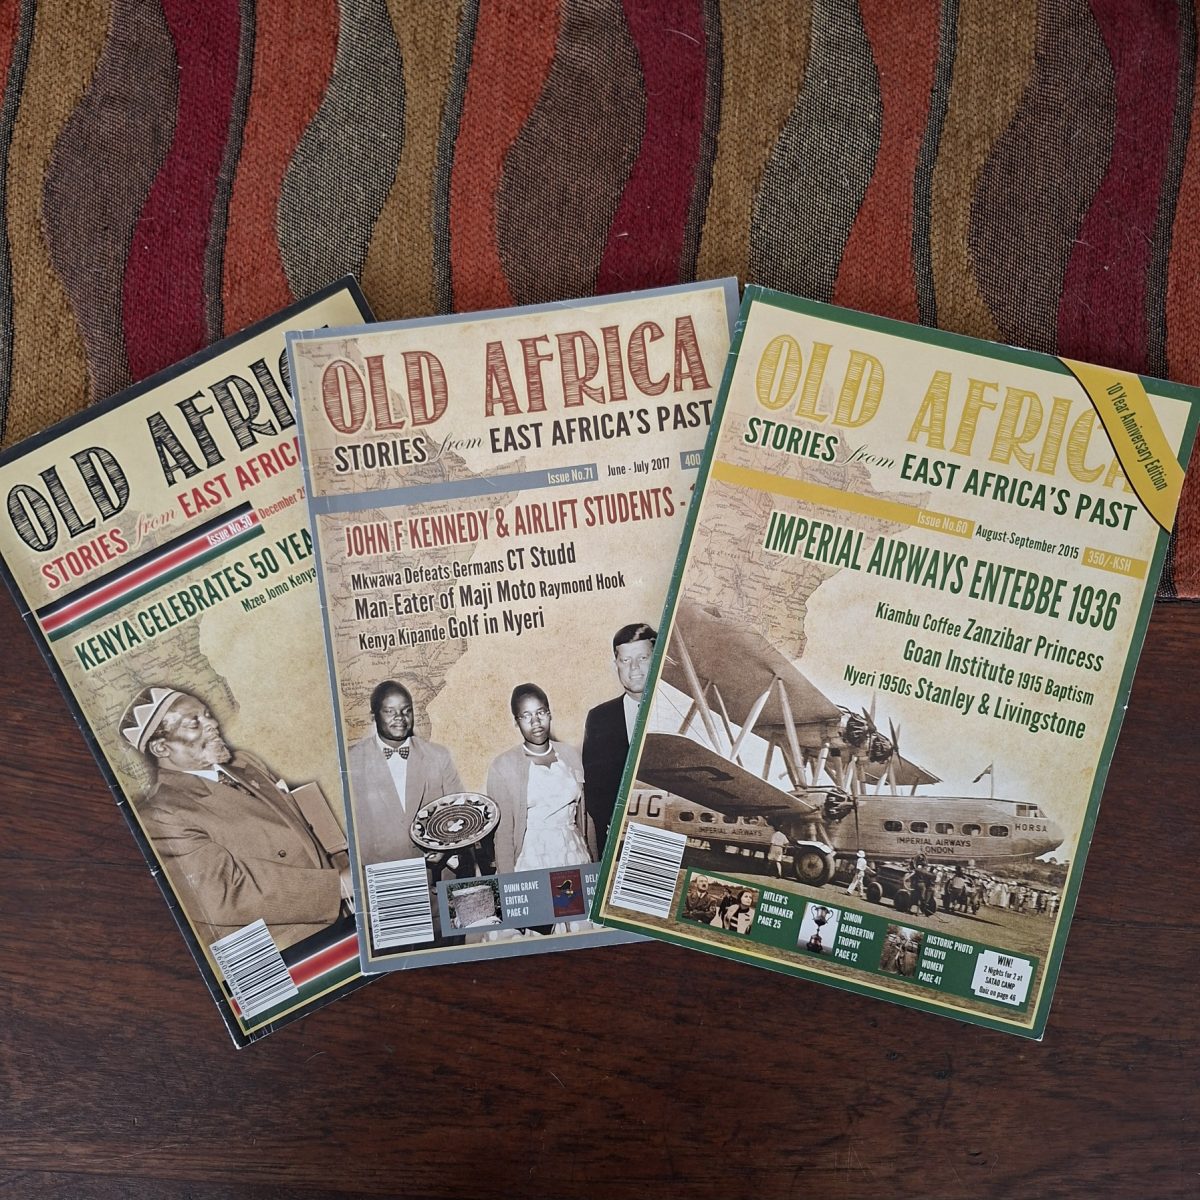 OLD AFRIC
STORIES from EAST AFRICA'
Issue No.50 December 2
KENYA CELEBRATES 50 YEA
Mzee Jomo Kenya
OLD AFRICA
STORIES from EAST AFRICA'S PAST
Issue No.71 June - July 2017 400
JOHN F KENNEDY & AIRLIFT STUDENTS -
Mkwawa Defeats Germans CT Studd
Man-Eater of Maji Moto Raymond Hook
Kenya Kipande Golf in Nyeri
DUNN GRAVE
ERITREA
PAGE 47
OLD AFRICA
10 Year Anniversary Edition
STORIES from EAST AFRICA'S PAST
Issue No.60 August-September 2015 350/-KSH
IMPERIAL AIRWAYS ENTEBBE 1936
Kiambu Coffee Zanzibar Princess
Goan Institute 1915 Baptism
Nyeri 1950s Stanley & Livingstone
G
IMPERIAL AIRWAYS
IMPERIAL AIRWAYS
LONDON
HORSA
HITLER'S
FILMMAKER
PAGE 25
SIMON
BARBERTON
TROPHY
PAGE 12
HISTORIC PHOTO
GIKUYU
WOMEN
PAGE 41
WIN!
2 Nights for 2 at
SATAO CAMP
Quiz on page 46